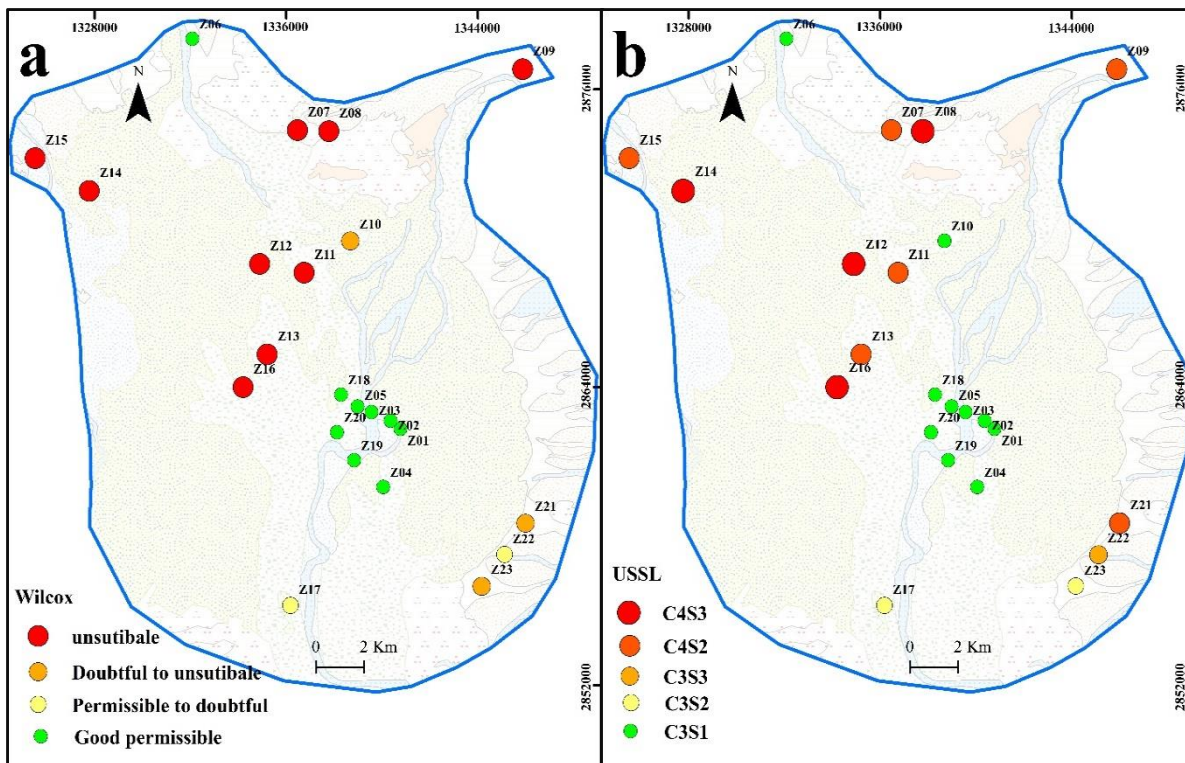 1328000 1336000 1344000
a
N
Z06
Z09
2876000
Z07 Z08
Z15
Z14
Z10
Z12 Z11
Z13
Z16
2864000
Z18
Z05
Z03
Z20 Z02
Z01
Z19
Z04
Z21
Z22
Z23
Z17
Wilcox
unsutibale
Doubtful to unsutibale
Permissible to doubtful
Good permissible
0 2 Km
2852000
1328000 1336000 1344000
b
N
Z06
Z09
2876000
Z07 Z08
Z15
Z14
Z10
Z12 Z11
Z13
Z16
2864000
Z18
Z05
Z03
Z20 Z02
Z01
Z19
Z04
Z21
Z22
Z23
Z17
USSL
C4S3
C4S2
C3S3
C3S2
C3S1
0 2 Km
2852000